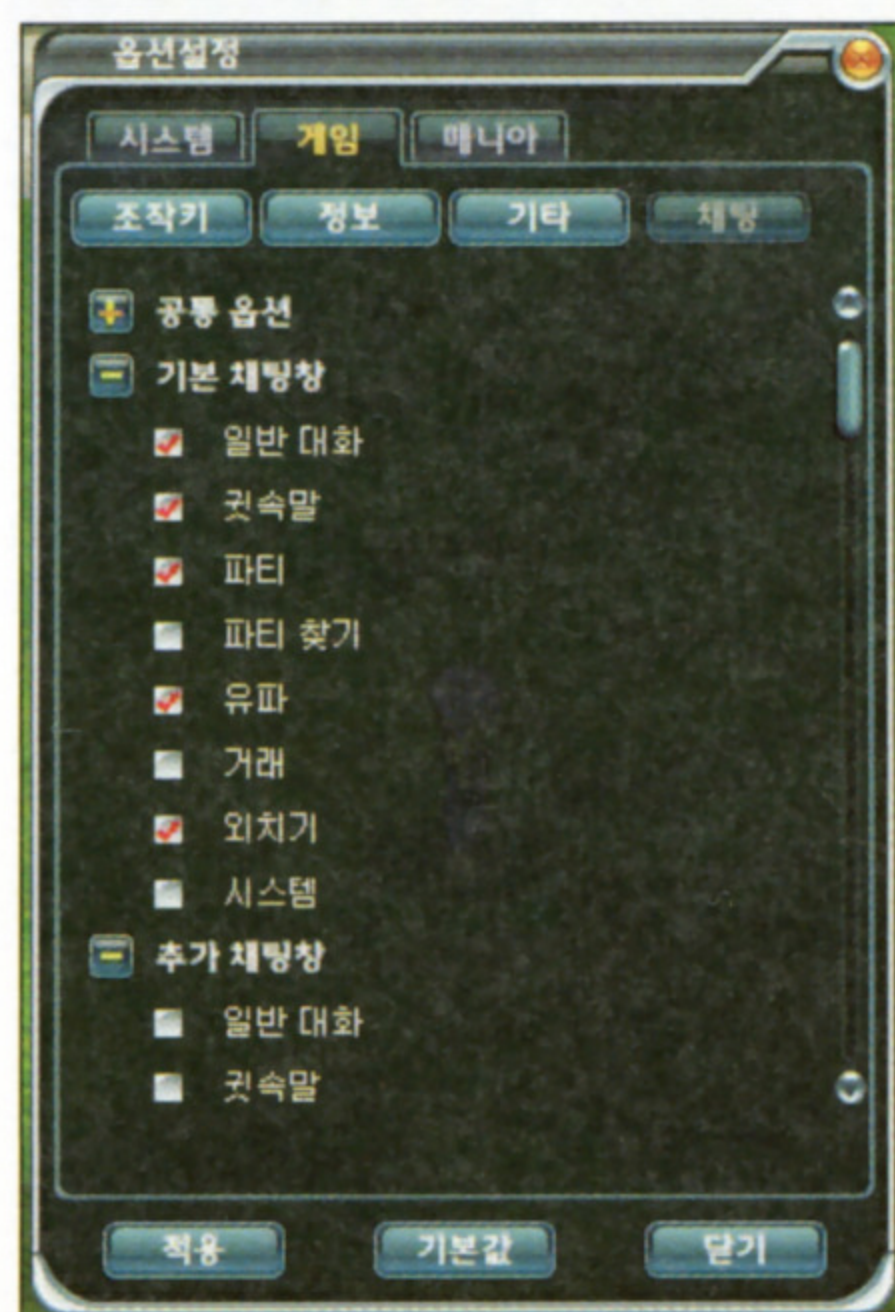 옵션설정
시스템 게임 매니아
조작키 정보 기타 채팅
공통 옵션
기본 채팅창
일반 대화
귓속말
파티
파티 찾기
유파
거래
외치기
시스템
추가 채팅창
일반 대화
귓속말
적용 기본값 닫기